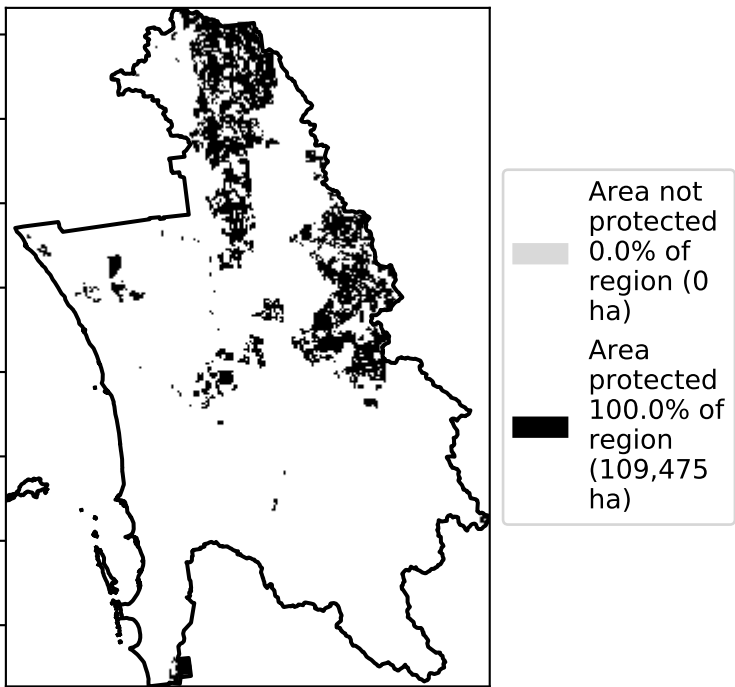 Area not
protected
0.0% of
region (0
ha)
Area
protected
100.0% of
region
(109,475
ha)